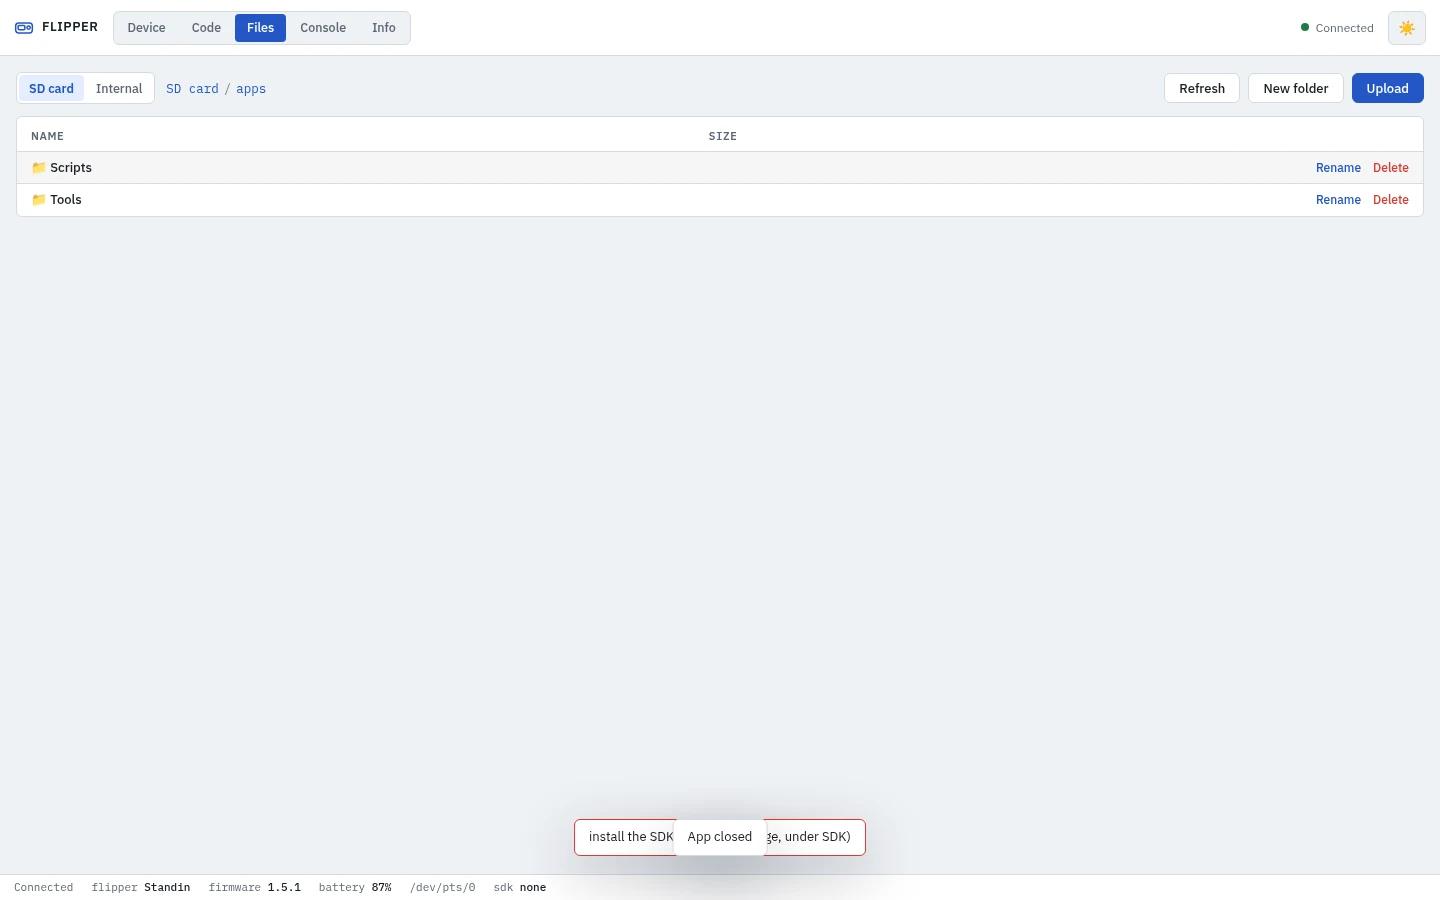 FLIPPER Device Code Files Console Info Connected
SD card Internal SD card / apps Refresh New folder Upload
NAME SIZE
Scripts Rename Delete
Tools Rename Delete
install the SDK App closed under SDK)
Connected flipper Standin firmware 1.5.1 battery 87% /dev/pts/0 sdk none